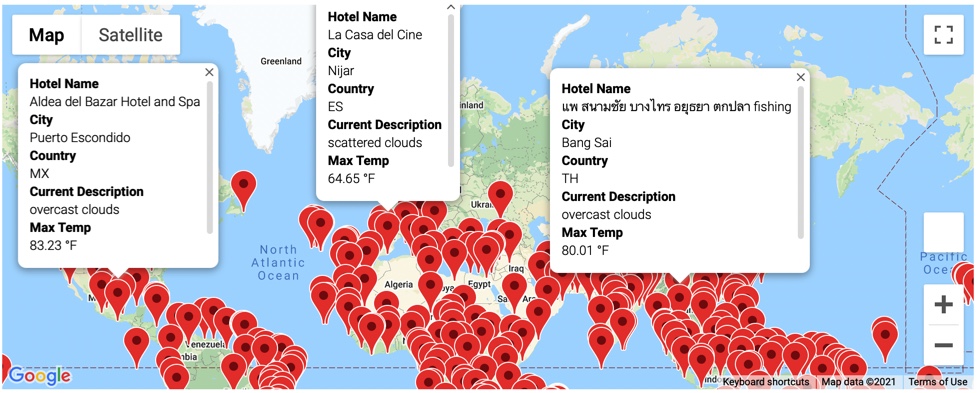 Map
Satellite
Hotel Name
Aldea del Bazar Hotel and Spa
City
Puerto Escondido
Country
MX
Current Description
overcast clouds
Max Temp
83.23 °F
Hotel Name
La Casa del Cine
City
Nijar
Country
ES
Current Description
scattered clouds
Max Temp
64.65 °F
Hotel Name
แพ สนามชัย บางไทร อยุธยา ตกปลา fishing
City
Bang Sai
Country
TH
Current Description
overcast clouds
Max Temp
80.01 °F
Greenland
inland
Ukrai
North
Atlantic
Ocean
Algeria
ya
Egypt
Iraq
M
enezuela
bia
Pacific
Oce
+
−
Google
Keyboard shortcuts
Map data ©2021
Terms of Use